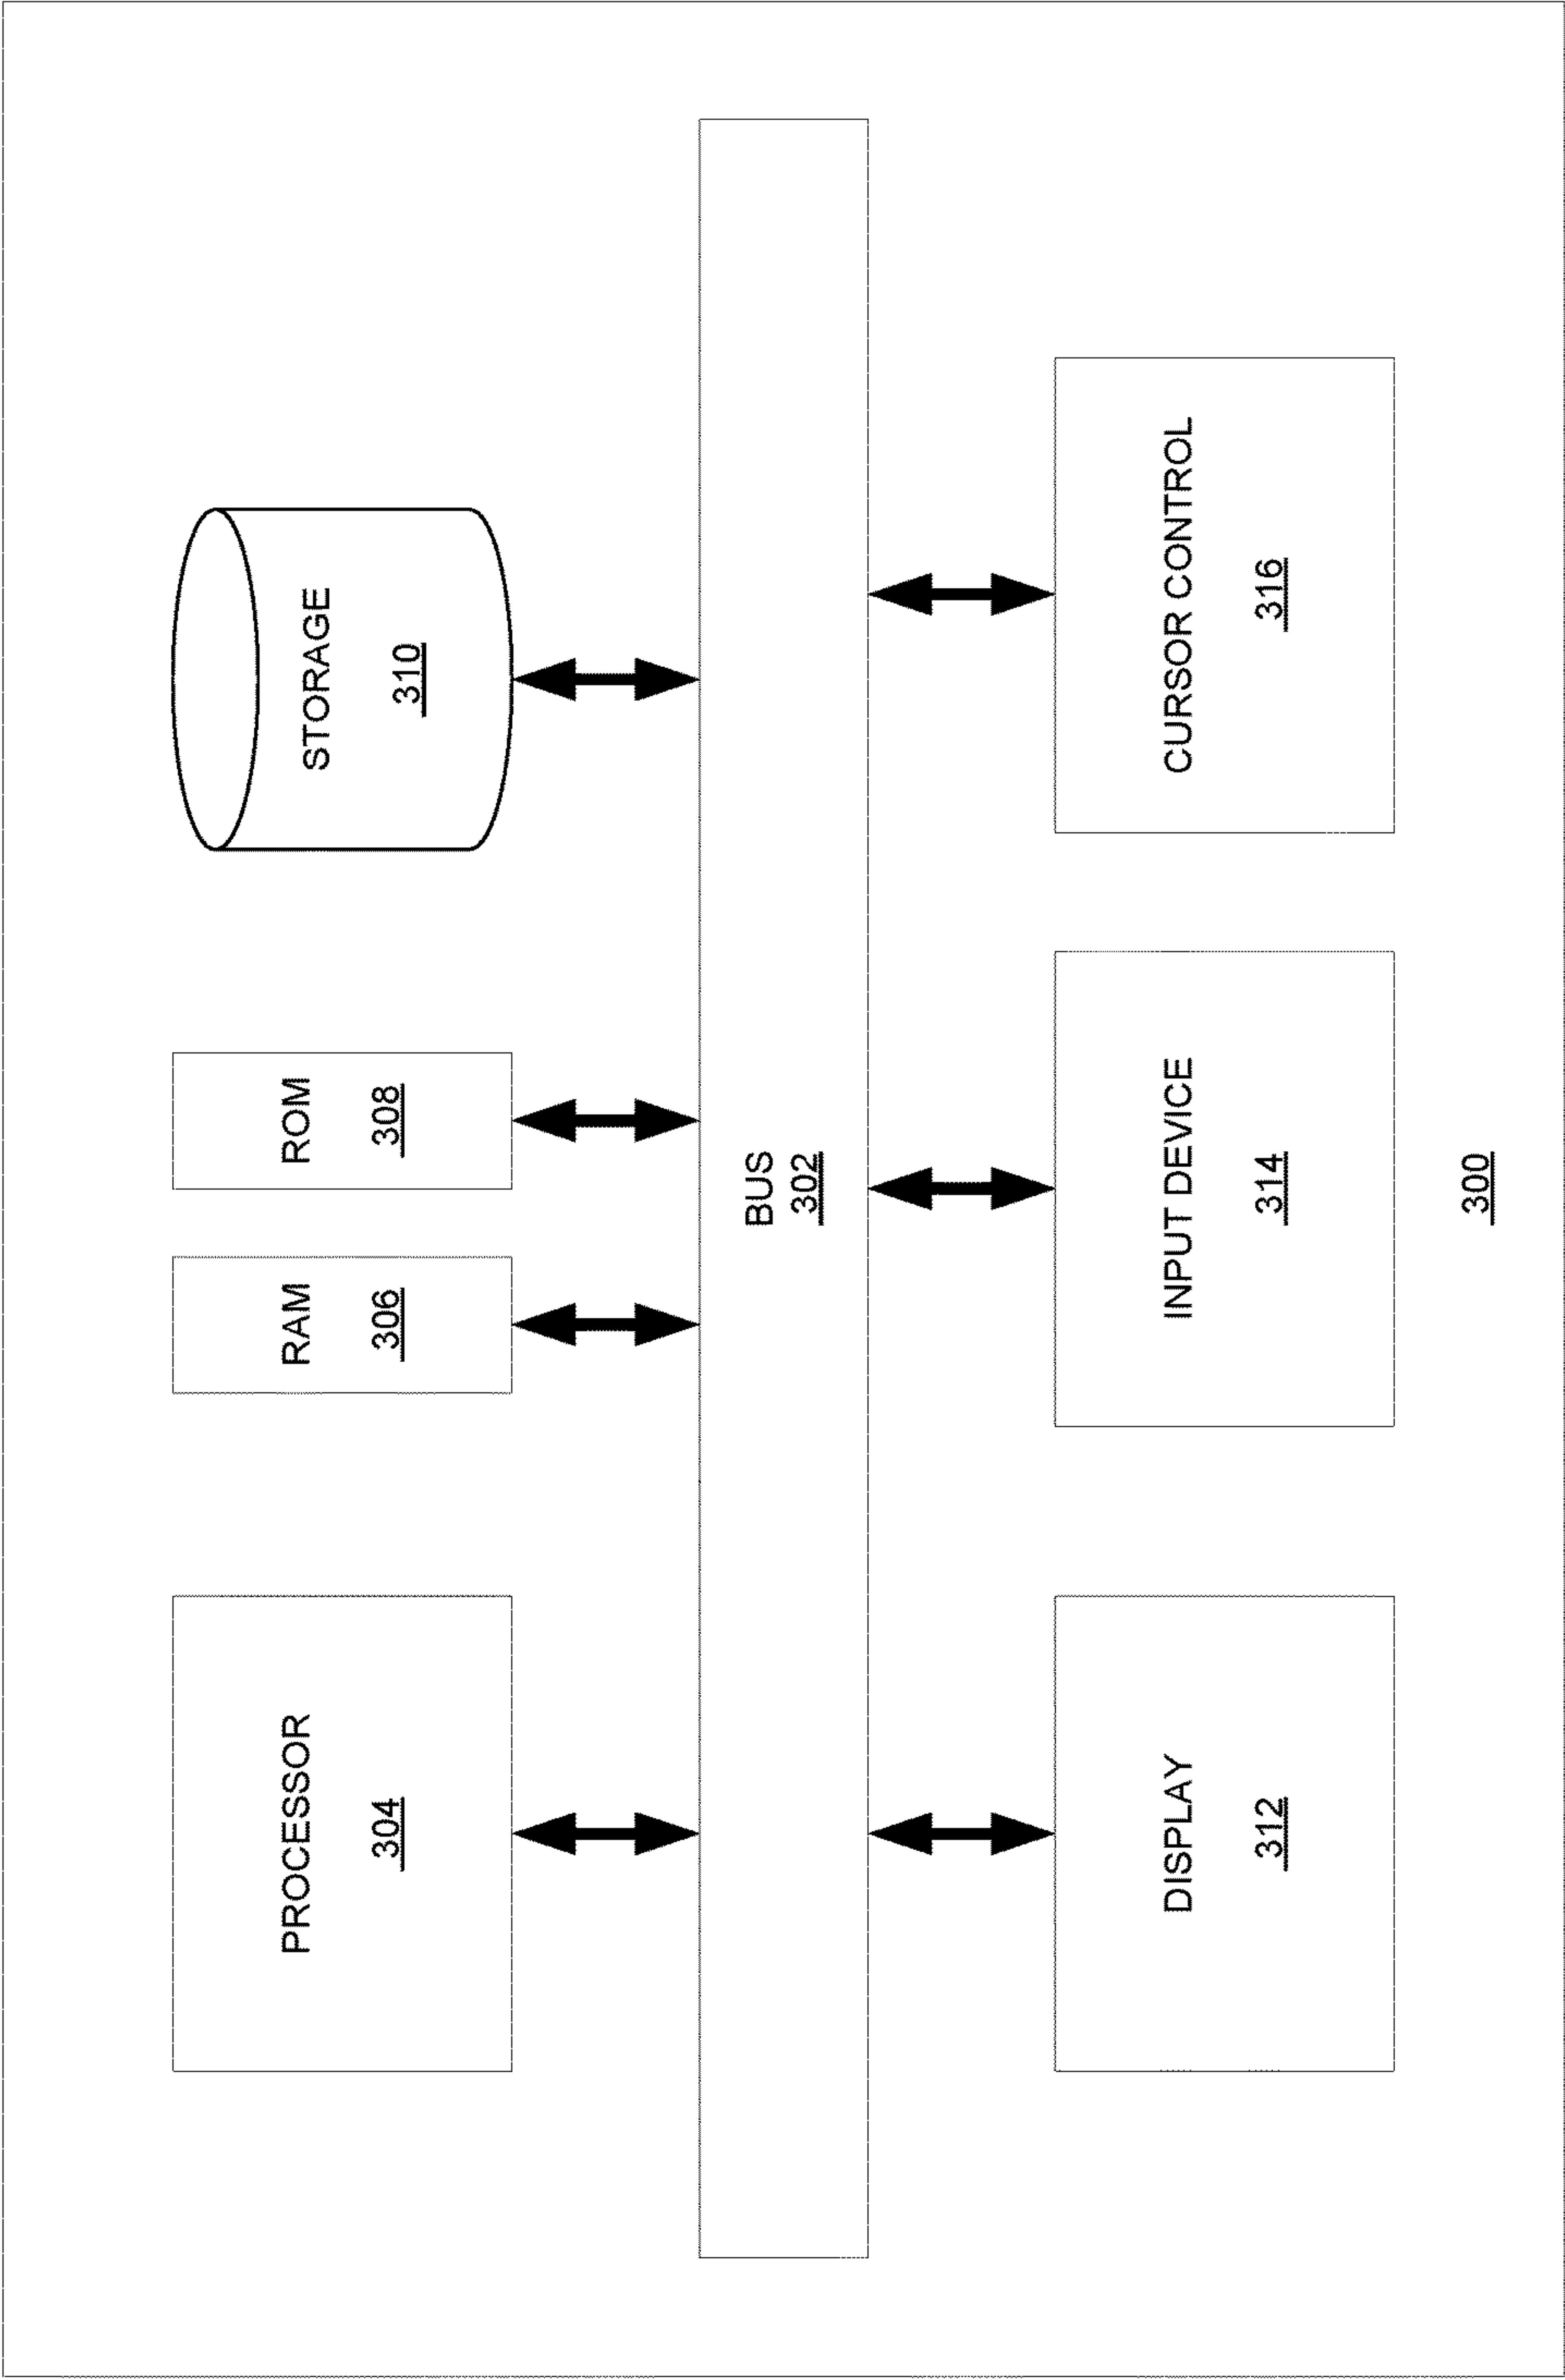 PROCESSOR
304
RAM
306
ROM
308
STORAGE
310
BUS
302
DISPLAY
312
INPUT DEVICE
314
CURSOR CONTROL
316
300